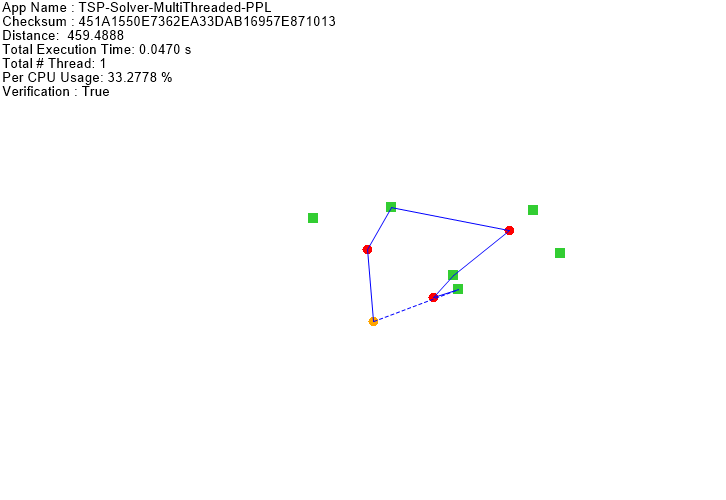 App Name : TSP-Solver-MultiThreaded-PPL
Checksum : 451A1550E7362EA33DAB16957E871013
Distance:  459.4888
Total Execution Time: 0.0470 s
Total # Thread: 1
Per CPU Usage: 33.2778 %
Verification : True